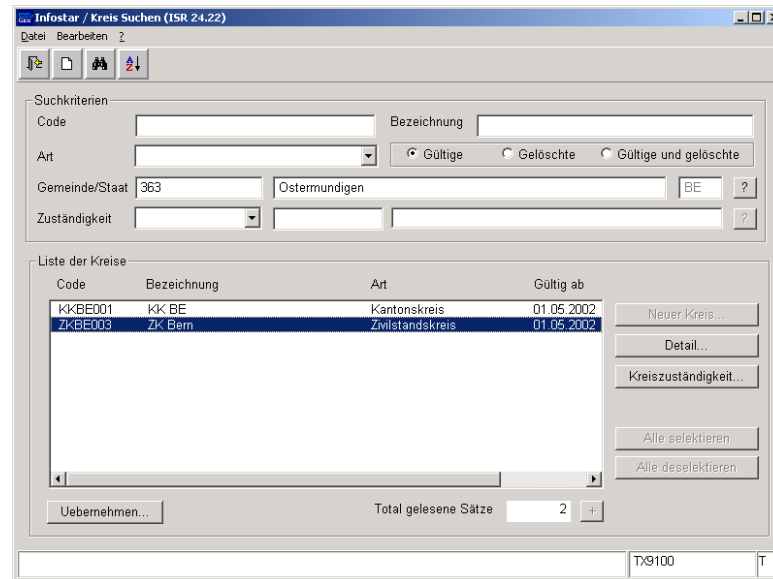 Infostar / Kreis Suchen (ISR 24.22)
Datei Bearbeiten ?
Suchkriterien
Code Bezeichnung
Art Gültige Gelöschte Gültige und gelöschte
Gemeinde/Staat 363 Ostermundigen BE ?
Zuständigkeit ?
Liste der Kreise
Code Bezeichnung Art Gültig ab
KKBE001 KK BE Kantonskreis 01.05.2002
ZKBE003 ZK Bern Zivilstandskreis 01.05.2002
Neuer Kreis...
Detail...
Kreiszuständigkeit...
Alle selektieren
Alle deselektieren
Uebernehmen... Total gelesene Sätze 2 +
TX9100 T